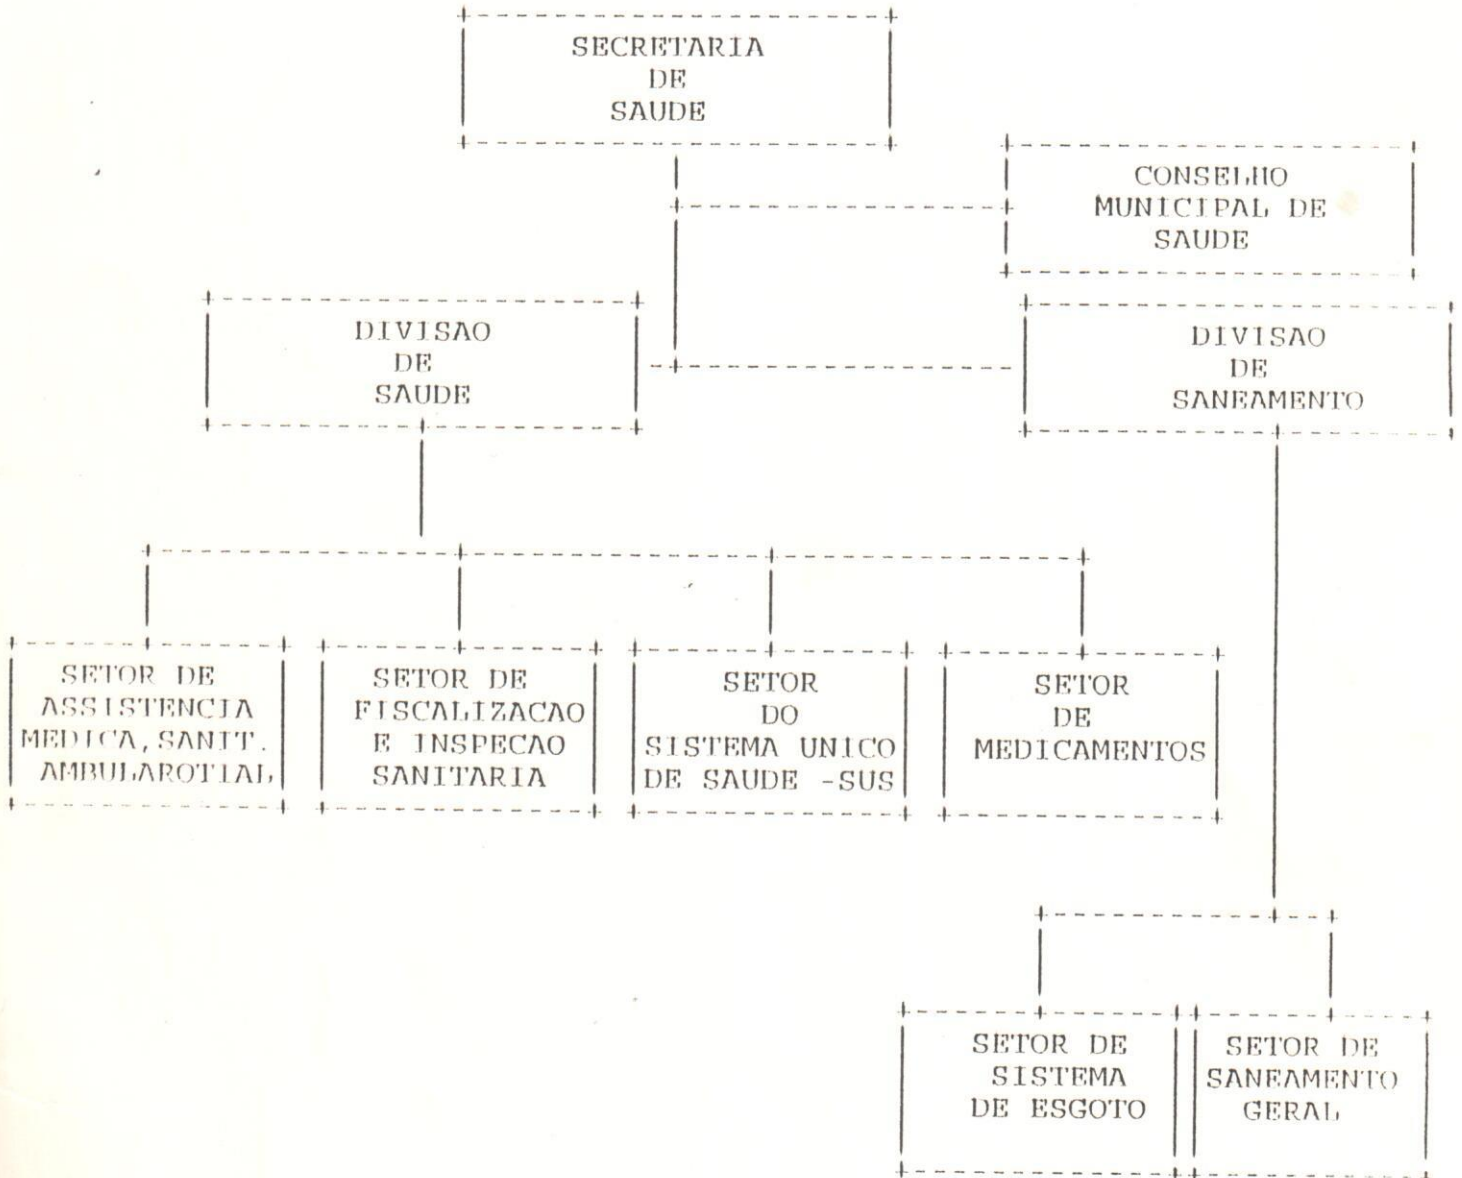 SECRETARIA
DE
SAUDE
CONSELHO
MUNICIPAL DE
SAUDE
DIVISAO
DE
SAUDE
DIVISAO
DE
SANEAMENTO
SETOR DE
ASSISTENCIA
MEDICA, SANIT.
AMBULAROTIAL
SETOR DE
FISCALIZACAO
E INSPECAO
SANITARIA
SETOR
DO
SISTEMA UNICO
DE SAUDE -SUS
SETOR
DE
MEDICAMENTOS
SETOR DE
SISTEMA
DE ESGOTO
SETOR DE
SANEAMENTO
GERAL